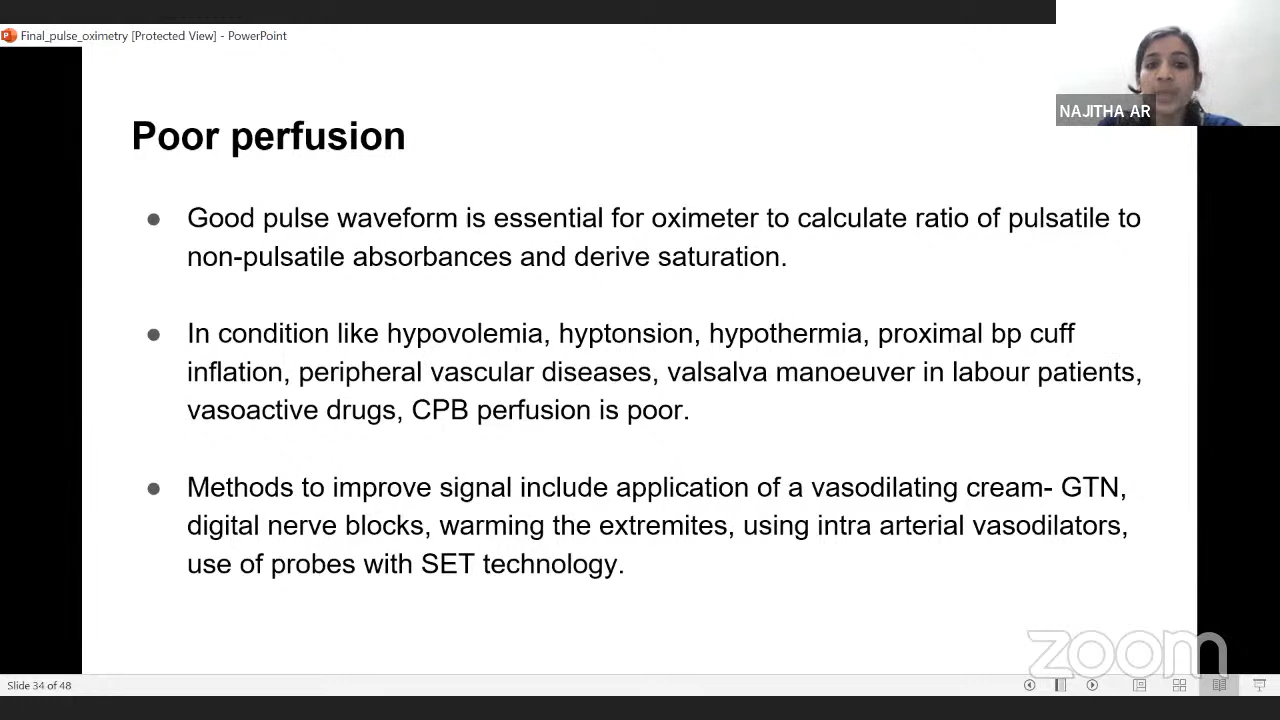 Final_pulse_oximetry [Protected View] - PowerPoint
NAJITHA AR
Poor perfusion
● Good pulse waveform is essential for oximeter to calculate ratio of pulsatile to
non-pulsatile absorbances and derive saturation.
● In condition like hypovolemia, hyptonsion, hypothermia, proximal bp cuff
inflation, peripheral vascular diseases, valsalva manoeuver in labour patients,
vasoactive drugs, CPB perfusion is poor.
● Methods to improve signal include application of a vasodilating cream- GTN,
digital nerve blocks, warming the extremites, using intra arterial vasodilators,
use of probes with SET technology.
zoom
Slide 34 of 48